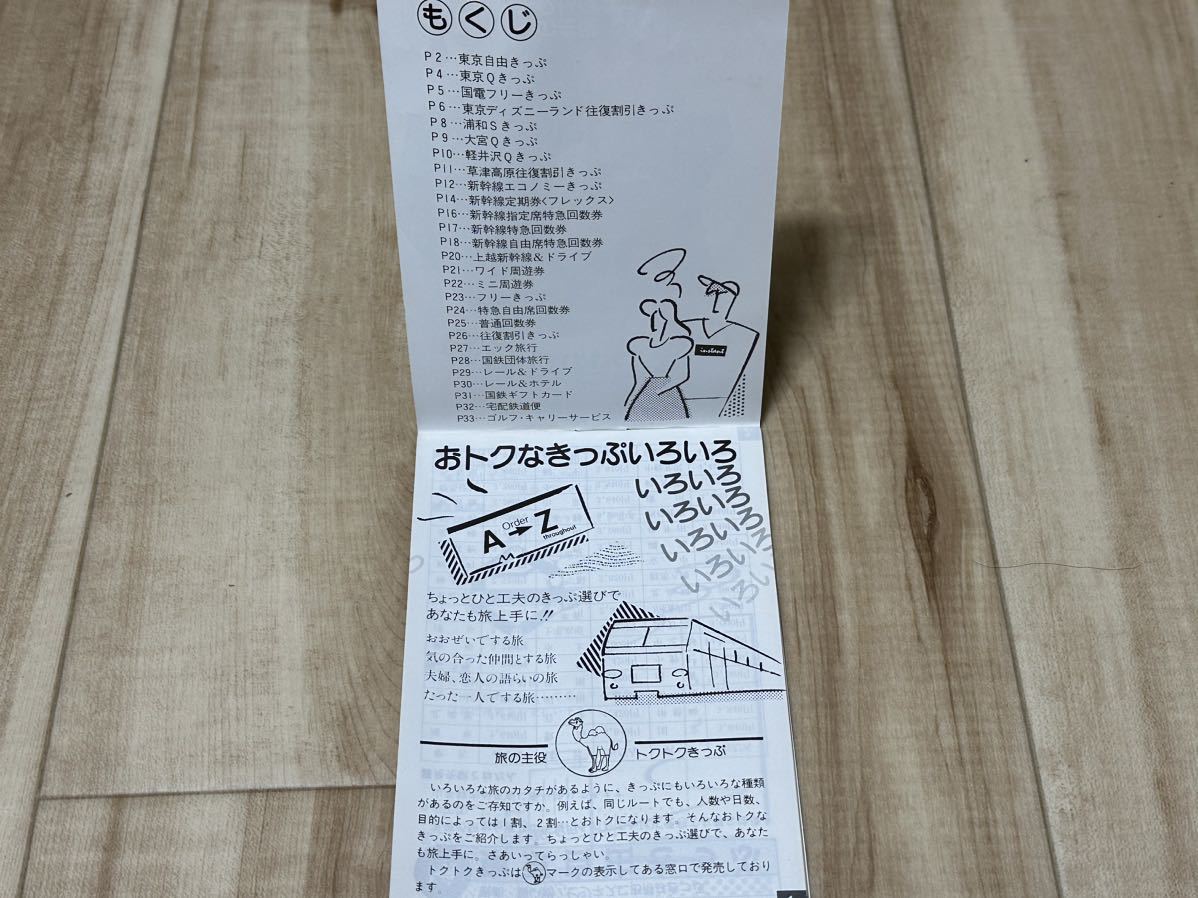 もくじ
P2…東京自由きっぷ
P4…東京Qきっぷ
P5…国電フリーきっぷ
P6…東京ディズニーランド往復割引きっぷ
P8…浦和Sきっぷ
P9…大宮Qきっぷ
P10…軽井沢Qきっぷ
P11…草津高原往復割引きっぷ
P12…新幹線エコノミーきっぷ
P14…新幹線定期券<フレックス>
P16…新幹線指定席特急回数券
P17…新幹線特急回数券
P18…新幹線自由席特急回数券
P20…上越新幹線&ドライブ
P21…ワイド周遊券
P22…ミニ周遊券
P23…フリーきっぷ
P24…特急自由席回数券
P25…普通回数券
P26…往復割引きっぷ
P27…エック旅行
P28…国鉄団体旅行
P29…レール&ドライブ
P30…レール&ホテル
P31…国鉄ギフトカード
P32…宅配鉄道便
P33…ゴルフ・キャリーサービス
instant
おトクなきっぷいろいろ
いろいろ
いろいろ
いろいろ
いろいろ
いろ
Order
A→Z
throughout
ちょっとひと工夫のきっぷ選びで
あなたも旅上手に!!
おおぜいでする旅
気の合った仲間とする旅
夫婦、恋人の語らいの旅
たった一人でする旅………
旅の主役 トクトクきっぷ
いろいろな旅のカタチがあるように、きっぷにもいろいろな種類
があるのをご存知ですか。例えば、同じルートでも、人数や日数、
目的によっては1割、2割…とおトクになります。そんなおトクな
きっぷをご紹介します。ちょっとひと工夫のきっぷ選びで、あなた
も旅上手に。さあいってらっしゃい。
トクトクきっぷはマークの表示してある窓口で発売しており
ます。